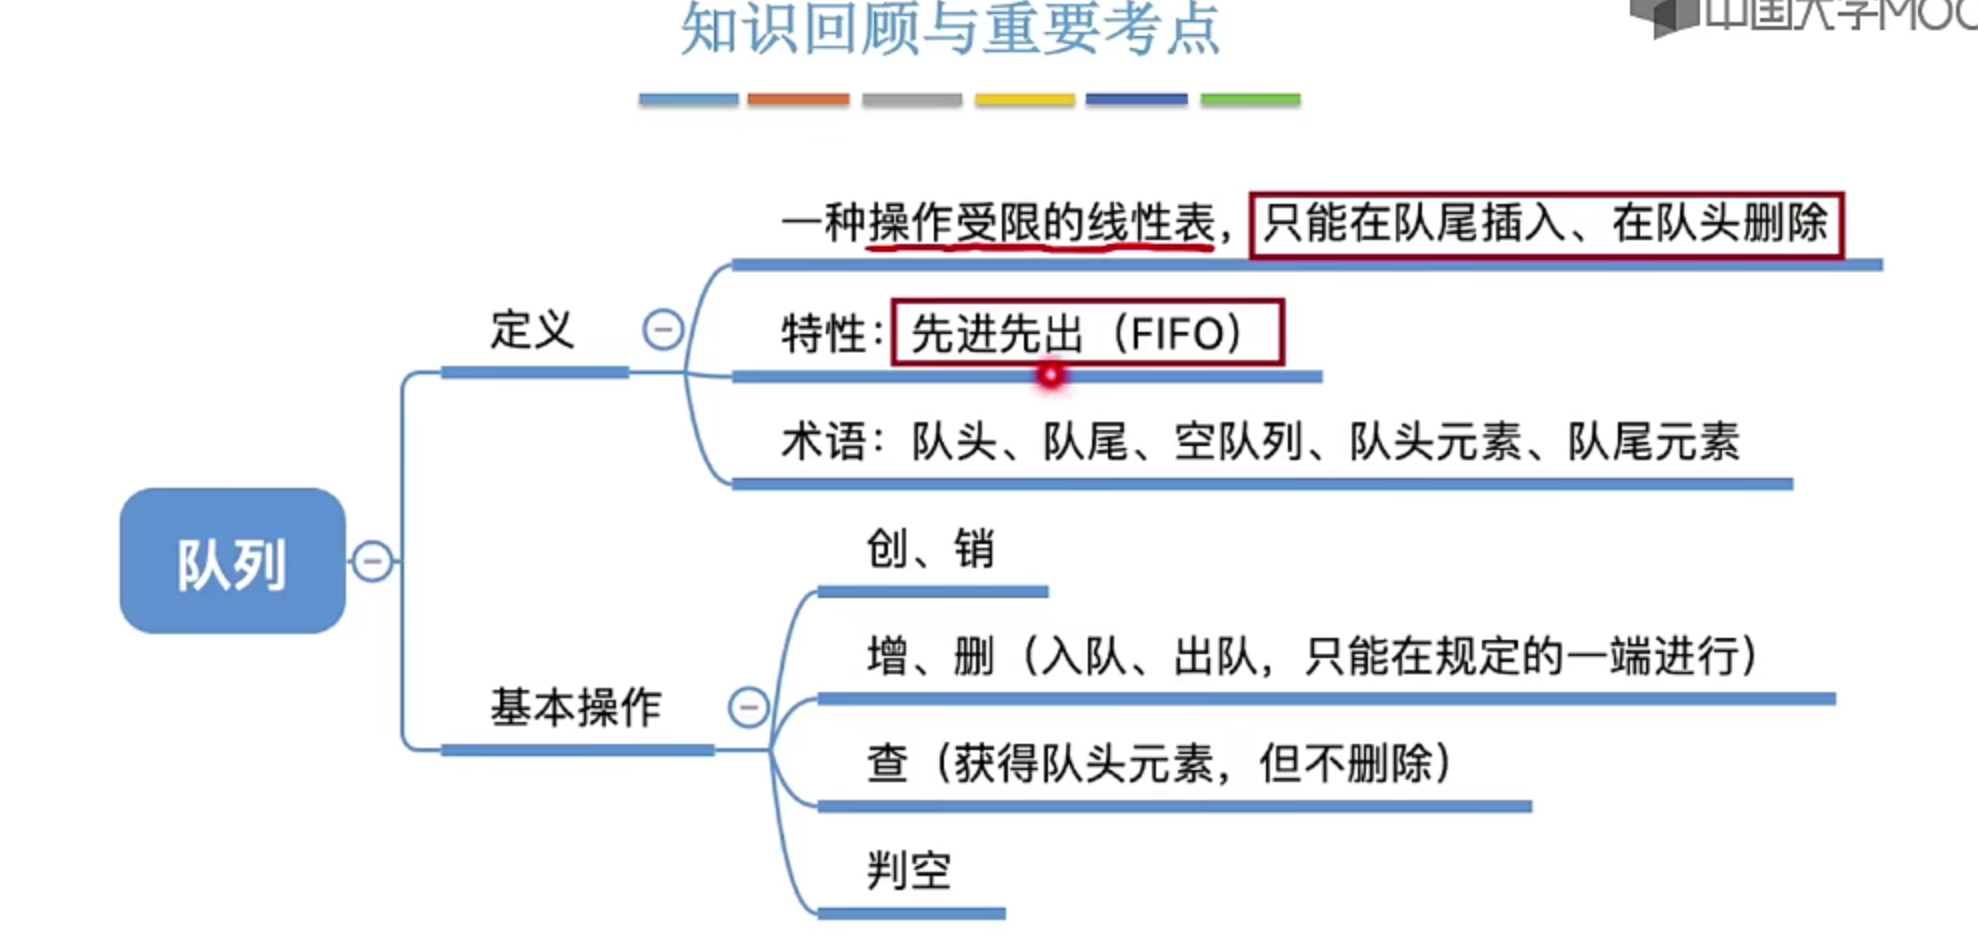 知识回顾与重要考点
中国大学MOO
一种操作受限的线性表，只能在队尾插入、在队头删除
定义
特性：先进先出（FIFO）
术语：队头、队尾、空队列、队头元素、队尾元素
队列
创、销
增、删（入队、出队，只能在规定的一端进行）
基本操作
查（获得队头元素，但不删除）
判空